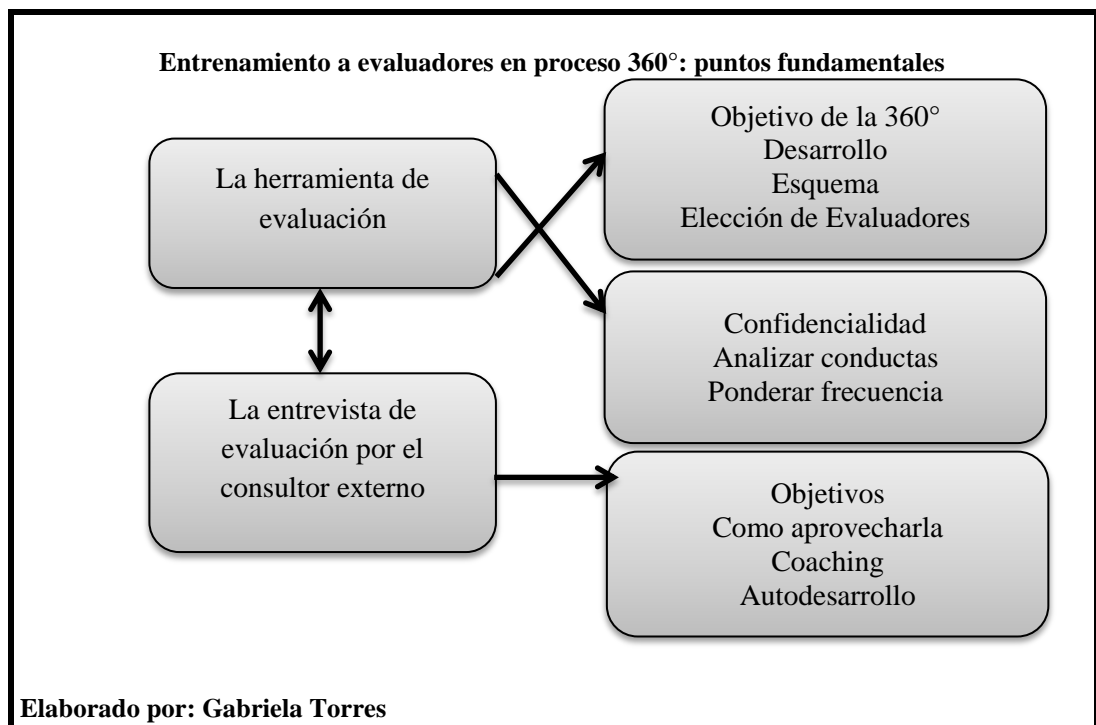 Entrenamiento a evaluadores en proceso 360°: puntos fundamentales
La herramienta de
evaluación
Objetivo de la 360°
Desarrollo
Esquema
Elección de Evaluadores
Confidencialidad
Analizar conductas
Ponderar frecuencia
La entrevista de
evaluación por el
consultor externo
Objetivos
Como aprovecharla
Coaching
Autodesarrollo
Elaborado por: Gabriela Torres